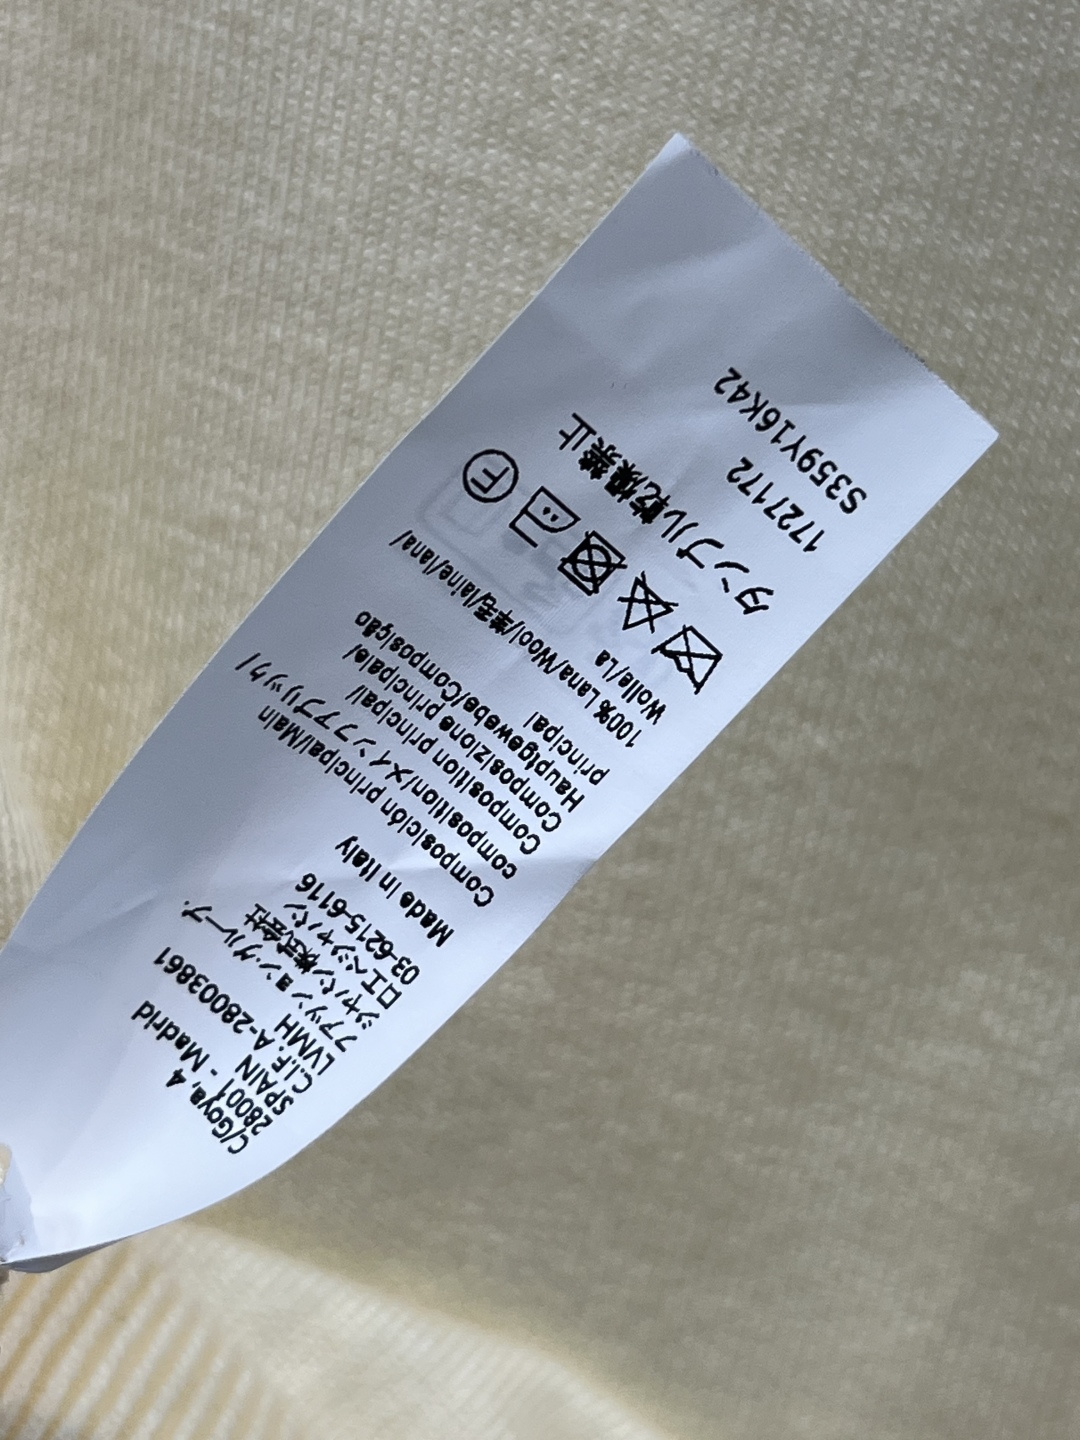 C/Goya, 4
28001 - Madrid
SPAIN
C.I.F.A-28003861
LVMH
ファッション・グループ・
ジャパン株式会社
ロエベジャパン
03-6215-6116
Made in Italy
Composición principal/Main
composition/メインファブリック/
Composition principal/
Composizione principale/
Hauptgewebe/Composição
principal
100% Lana/Wool/羊毛/laine/lana/
Wolle/La
F
タンブル乾燥禁止
1727172
S359Y16K42